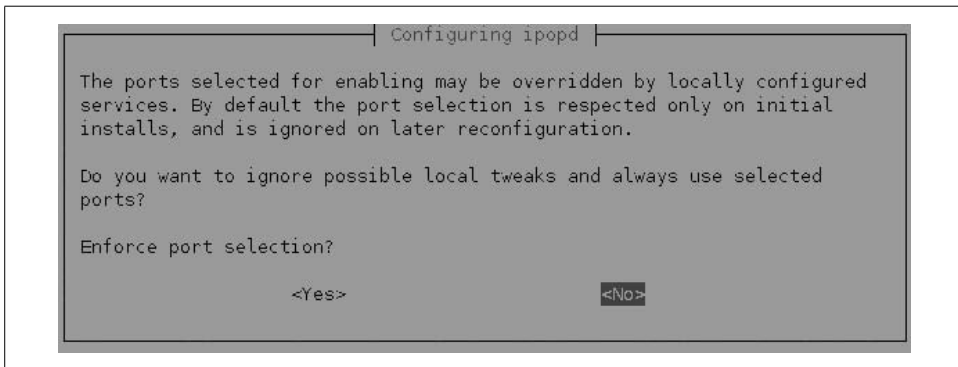 Configuring ipopd
The ports selected for enabling may be overridden by locally configured
services. By default the port selection is respected only on initial
installs, and is ignored on later reconfiguration.
Do you want to ignore possible local tweaks and always use selected
ports?
Enforce port selection?
<Yes> <No>